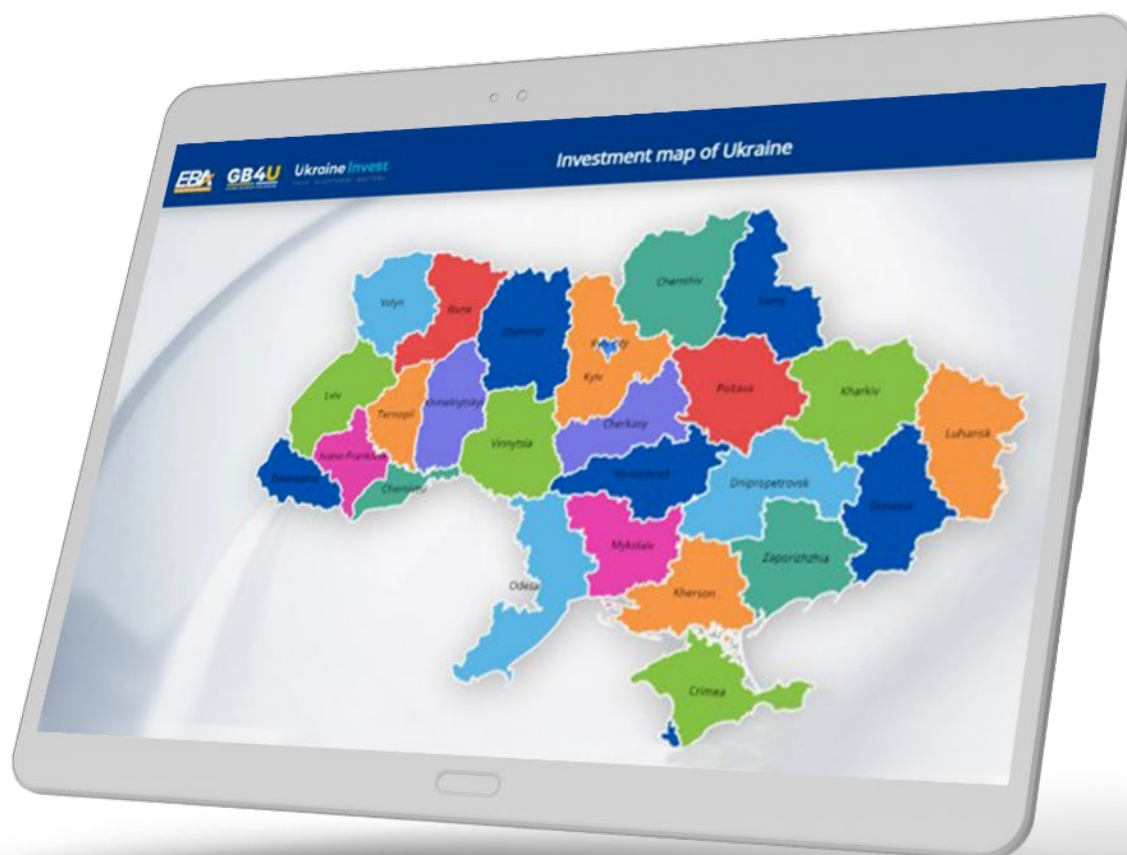 EBA
GB4U
Ukraine Invest
Investment map of Ukraine
Chernihiv
Sumy
Volyn
Rivne
Zhytomyr
Kyiv
Poltava
Kharkiv
Lviv
Ternopil
Khmelnytskyi
Cherkasy
Luhansk
Vinnytsia
Ivano-Frankivsk
Kirovohrad
Dnipropetrovsk
Donetsk
Chernivtsi
Mykolaiv
Zaporizhzhia
Odesa
Kherson
Crimea